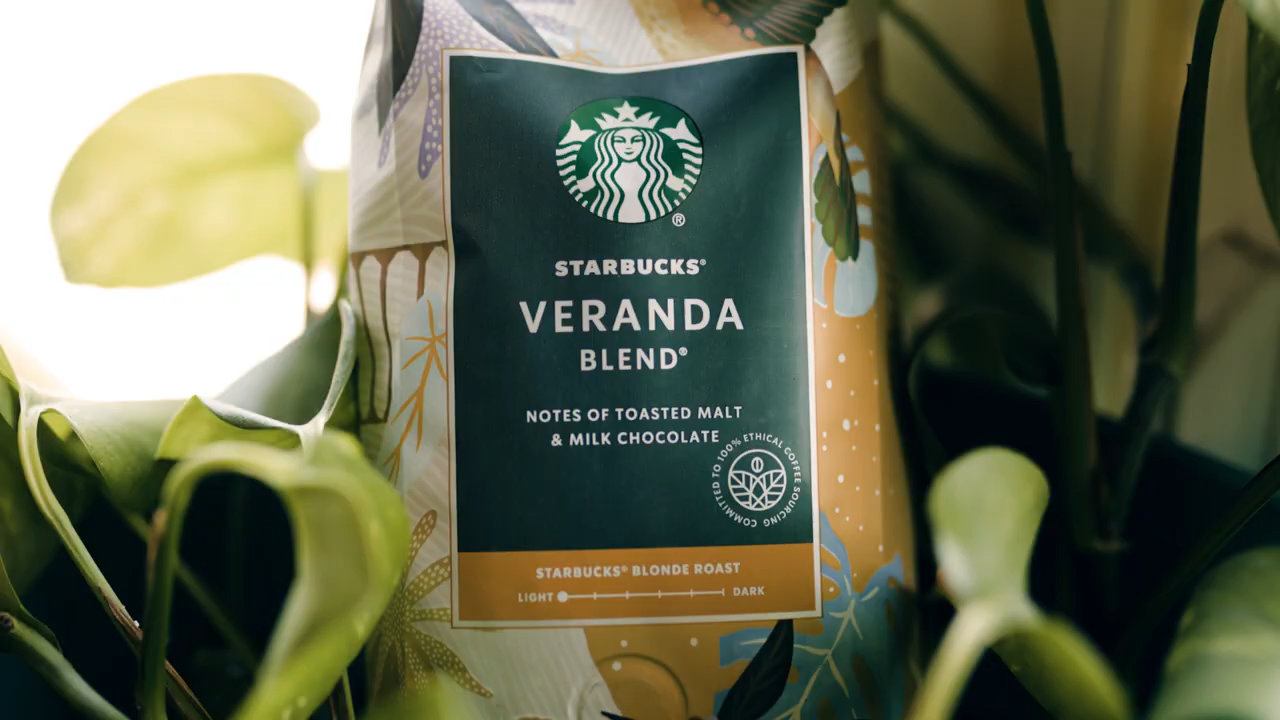 ®
STARBUCKS®
VERANDA
BLEND®
NOTES OF TOASTED MALT
& MILK CHOCOLATE
COMMITTED TO 100% ETHICAL COFFEE SOURCING
STARBUCKS® BLONDE ROAST
LIGHT DARK